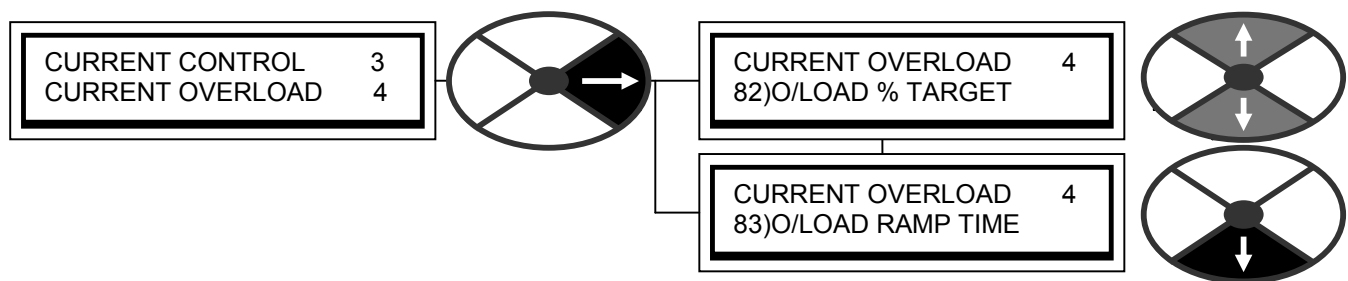 CURRENT CONTROL 3
CURRENT OVERLOAD 4
CURRENT OVERLOAD 4
82)O/LOAD % TARGET
CURRENT OVERLOAD 4
83)O/LOAD RAMP TIME